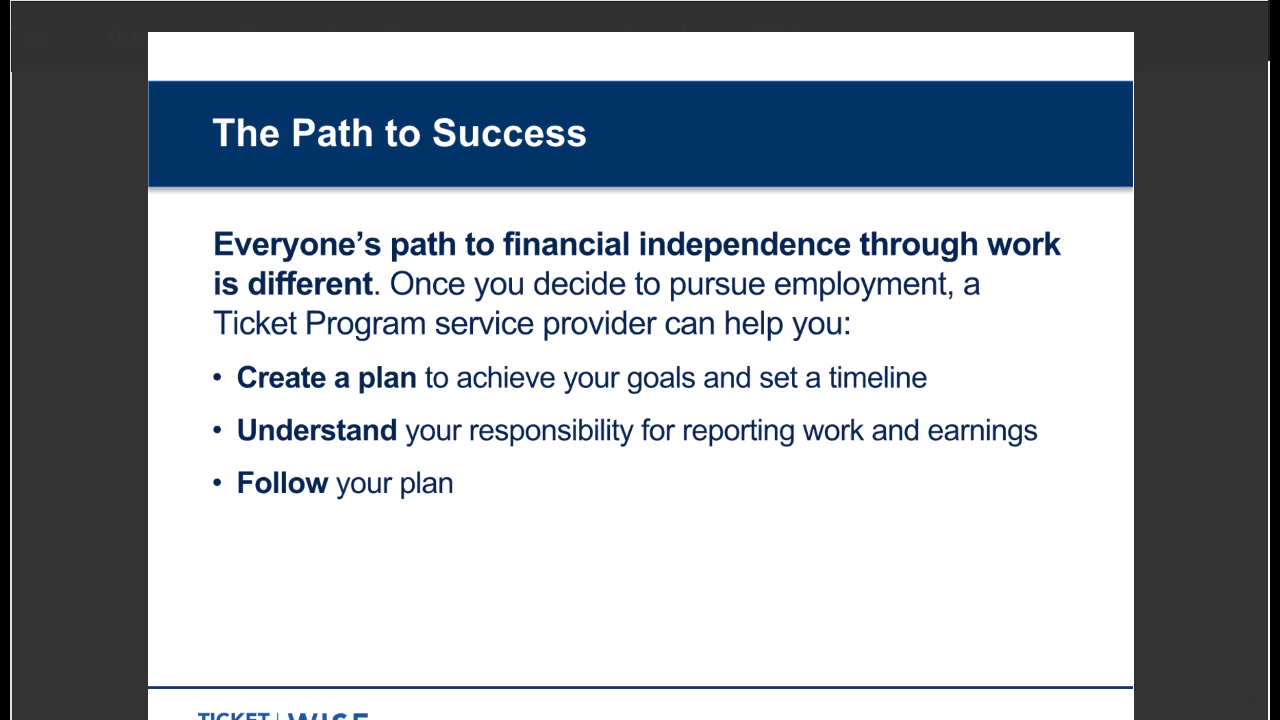 The Path to Success
Everyone’s path to financial independence through work
is different. Once you decide to pursue employment, a
Ticket Program service provider can help you:
• Create a plan to achieve your goals and set a timeline
• Understand your responsibility for reporting work and earnings
• Follow your plan
TICKET | WISE